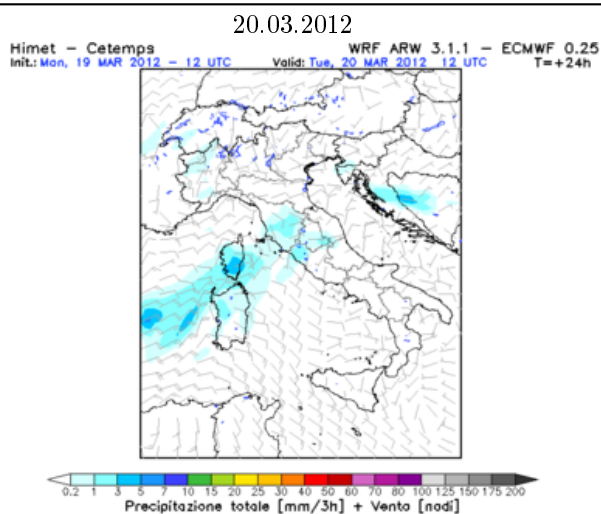 20.03.2012
Himet – Cetemps WRF ARW 3.1.1 – ECMWF 0.25
Init.: Mon, 19 MAR 2012 – 12 UTC Valid: Tue, 20 MAR 2012 12 UTC T=+24h
0.2 1 3 5 7 10 15 20 25 30 40 50 60 70 80 90 100 125 150 175 200
Precipitazione totale [mm/3h] + Vento [nodi]